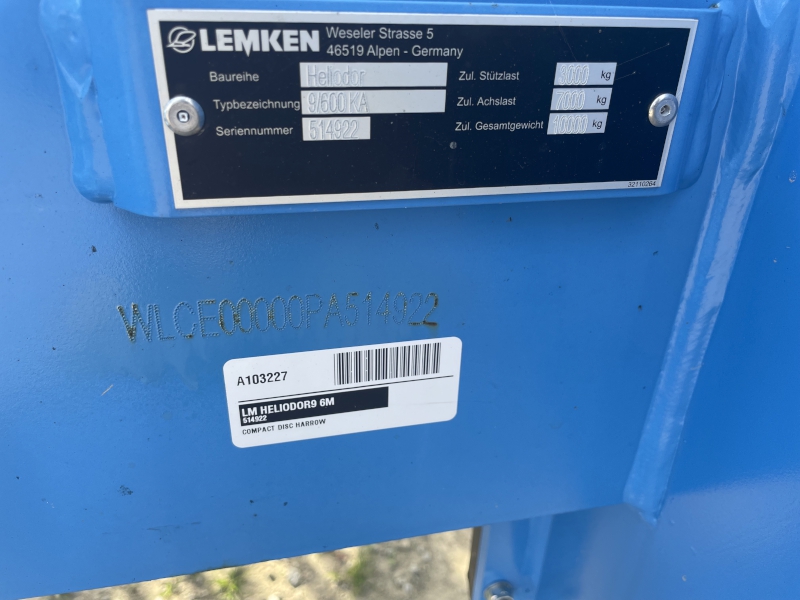 LEMKEN
Weseler Strasse 5
46519 Alpen - Germany
Baureihe Heliodor Zul. Stützlast kg
Typbezeichnung 9/600 KA Zul. Achslast 7000 kg
Seriennummer 514922 Zul. Gesamtgewicht 10000 kg
32110264
WLCE00000PA514922
A103227
LM HELIODOR9 6M
514922
COMPACT DISC HARROW